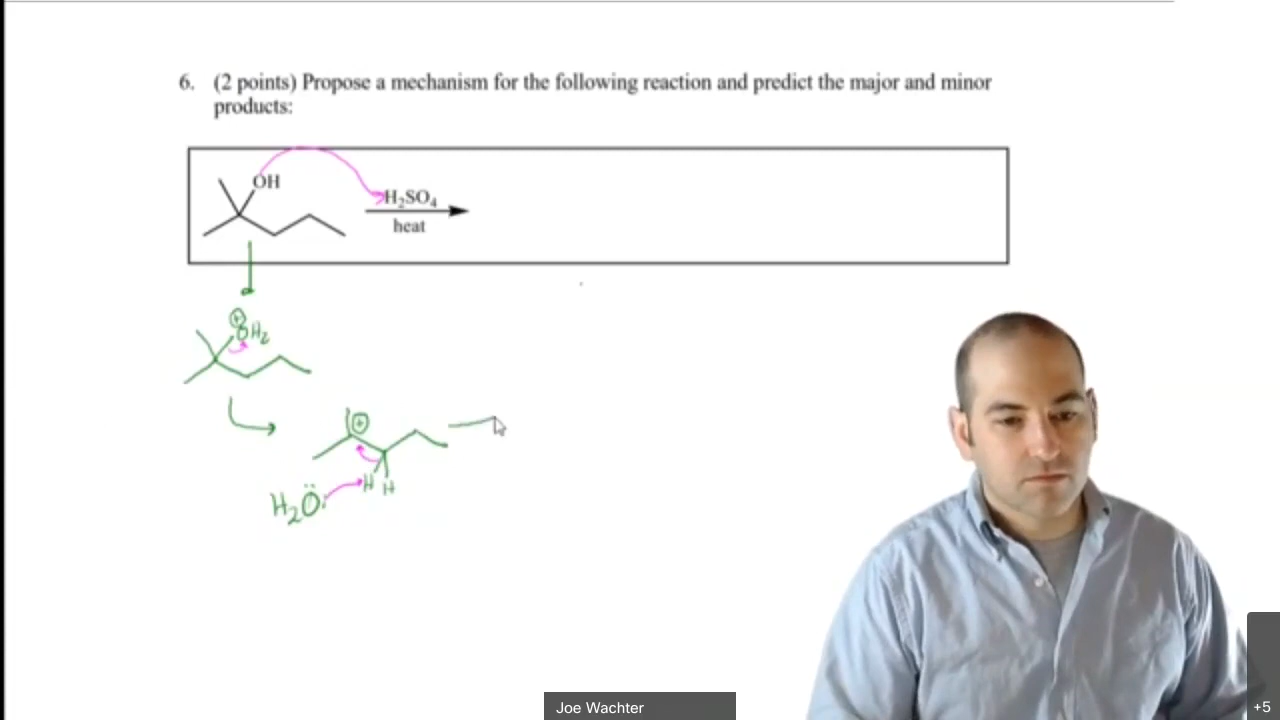 6. (2 points) Propose a mechanism for the following reaction and predict the major and minor
products:
OH
H₂SO₄
heat
⊕
OH₂
⊕
H H
H₂Ö:
Joe Wachter
+5